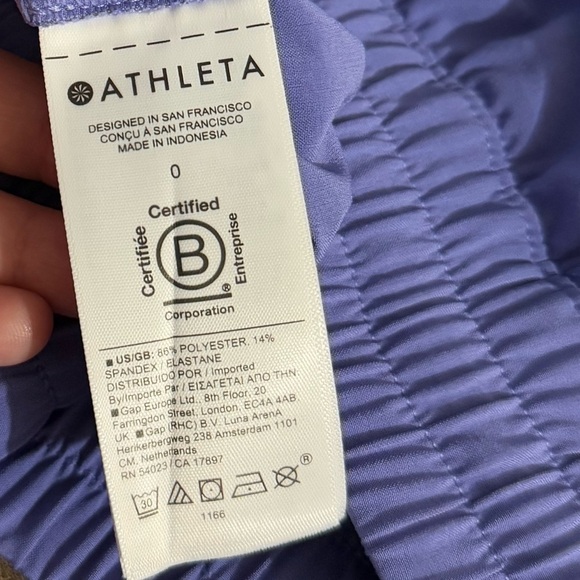 ATHLETA
DESIGNED IN SAN FRANCISCO
CONÇU À SAN FRANCISCO
MADE IN INDONESIA
0
Certified
Certifiée
B
Entreprise
®
Corporation
US/GB: 86% POLYESTER. 14%
SPANDEX / ELASTANE
DISTRIBUIDO POR / Imported
By/Importe Par / ΕΙΣΑΓΕΤΑΙ ΑΠΟ ΤΗΝ:
Gap Europe Ltd., 8th Floor, 20
Farringdon Street, London, EC4A 4AB.
UK Gap (RHC) B.V. Luna ArenA
Herikerbergweg 238 Amsterdam 1101
CM. Netherlands
RN 54023 / CA 17897
30
®
1166